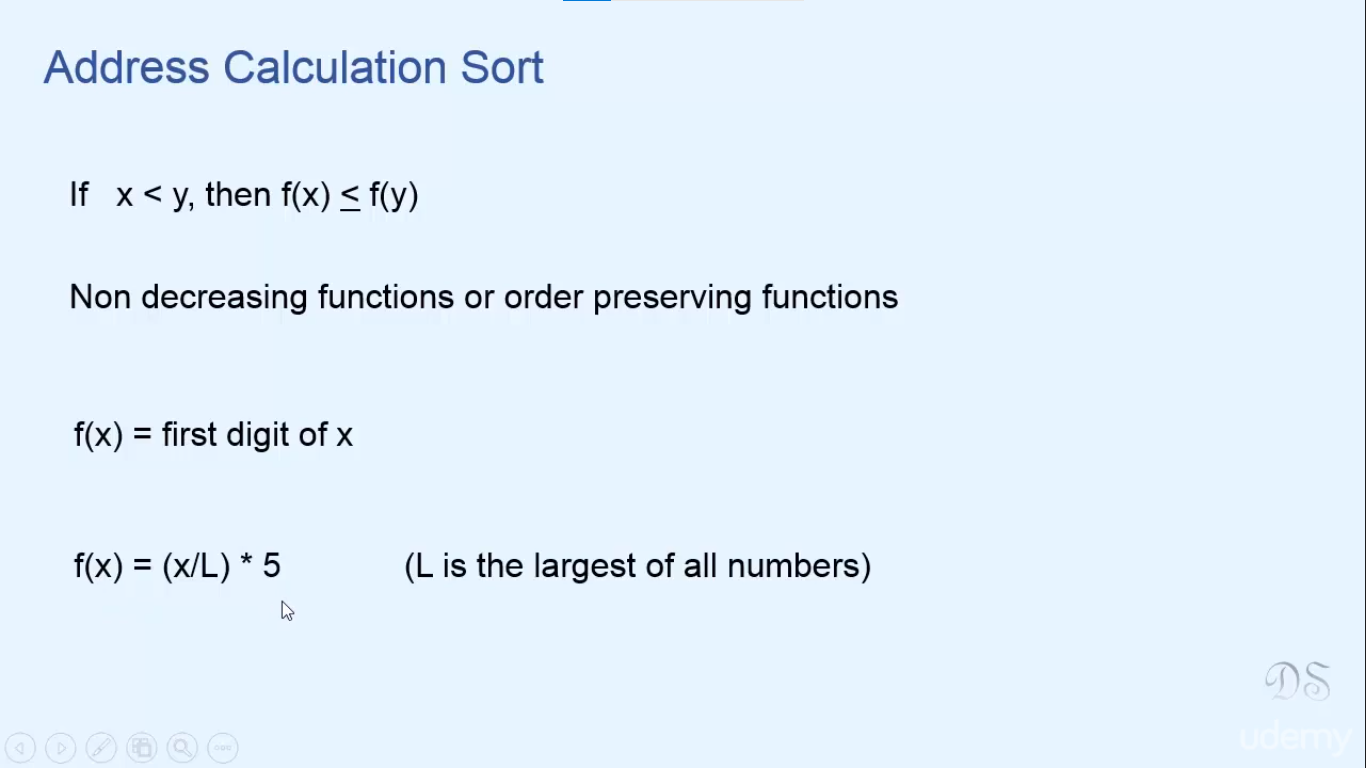 Address Calculation Sort
If x < y, then f(x) ≤ f(y)
Non decreasing functions or order preserving functions
f(x) = first digit of x
f(x) = (x/L) * 5 (L is the largest of all numbers)
DS
udemy